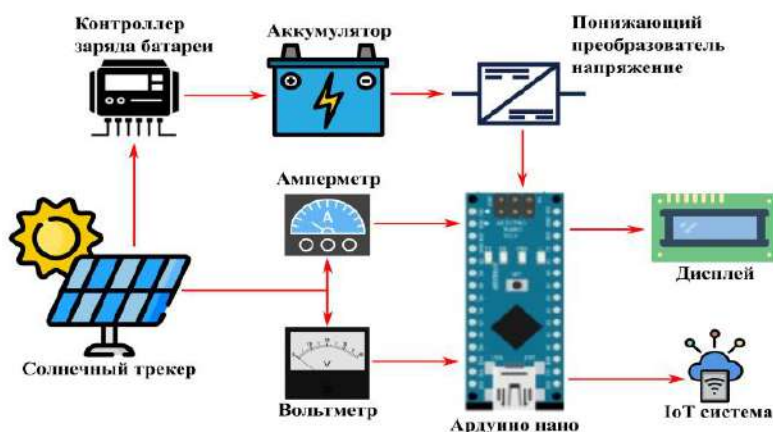 Контроллер
заряда батареи
Аккумулятор
Понижающий
преобразователь
напряжение
Амперметр
A
Дисплей
Солнечный трекер
V
Вольтметр
Ардуино нано
IoT система